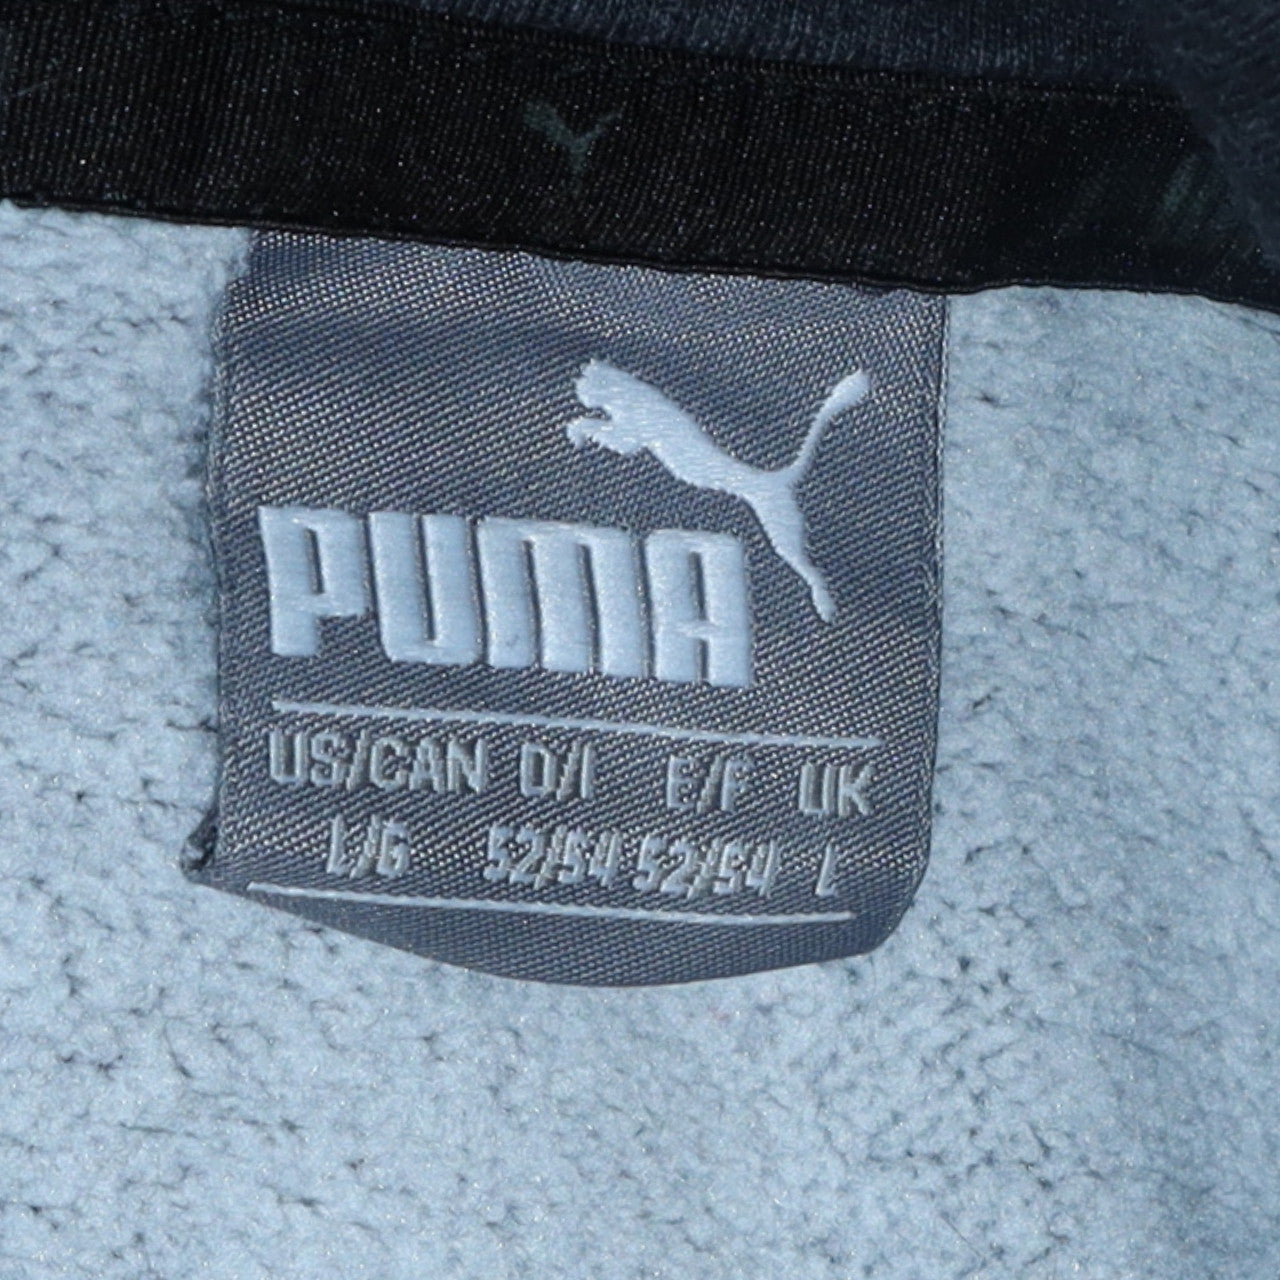 PUMA
US/CAN D/I E/F UK
L/G 52/54 52/54 L